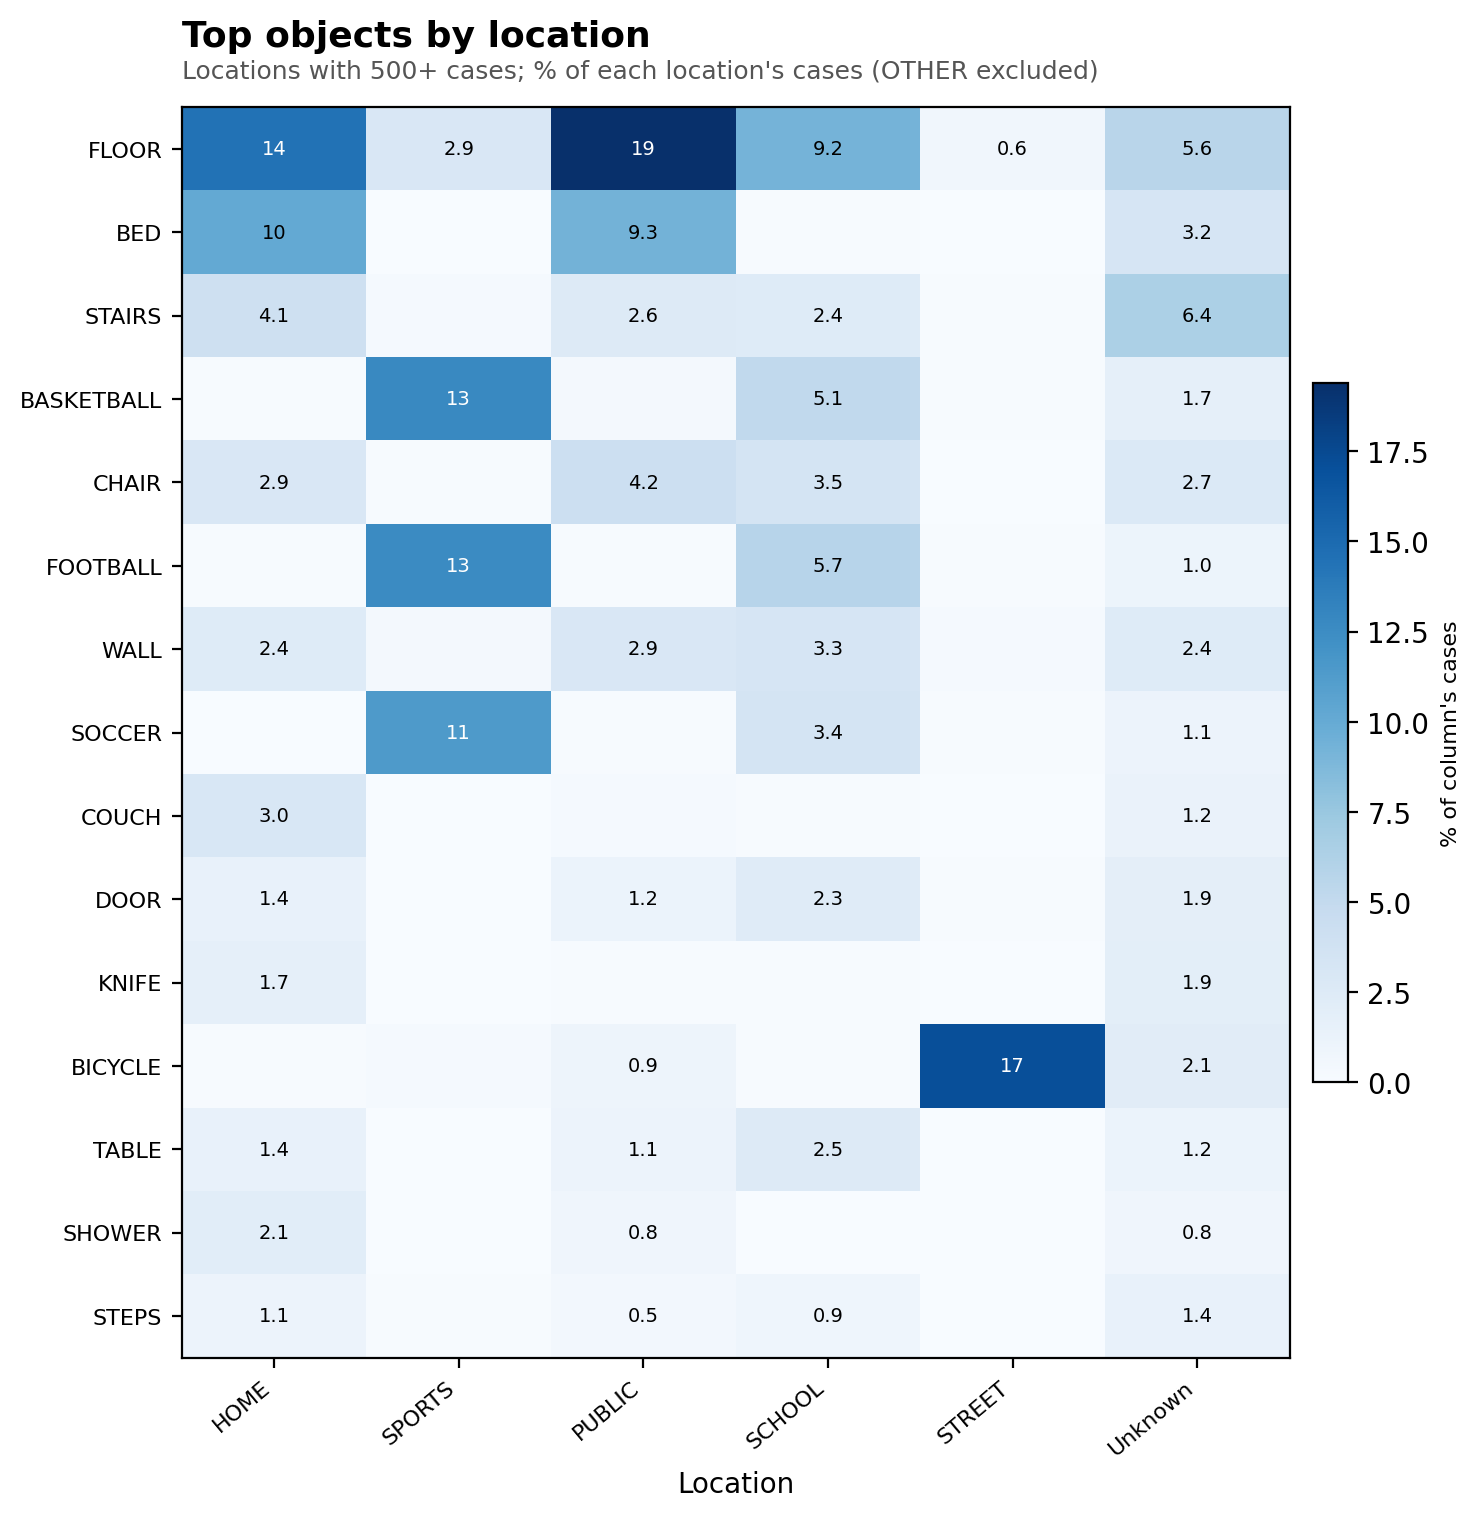 Top objects by location
Locations with 500+ cases; % of each location's cases (OTHER excluded)
FLOOR 14 2.9 19 9.2 0.6 5.6
BED 10 9.3 3.2
STAIRS 4.1 2.6 2.4 6.4
BASKETBALL 13 5.1 1.7
CHAIR 2.9 4.2 3.5 2.7
FOOTBALL 13 5.7 1.0
WALL 2.4 2.9 3.3 2.4
SOCCER 11 3.4 1.1
COUCH 3.0 1.2
DOOR 1.4 1.2 2.3 1.9
KNIFE 1.7 1.9
BICYCLE 0.9 17 2.1
TABLE 1.4 1.1 2.5 1.2
SHOWER 2.1 0.8 0.8
STEPS 1.1 0.5 0.9 1.4
HOME SPORTS PUBLIC SCHOOL STREET Unknown
Location
17.5
15.0
12.5
10.0
7.5
5.0
2.5
0.0
% of column's cases